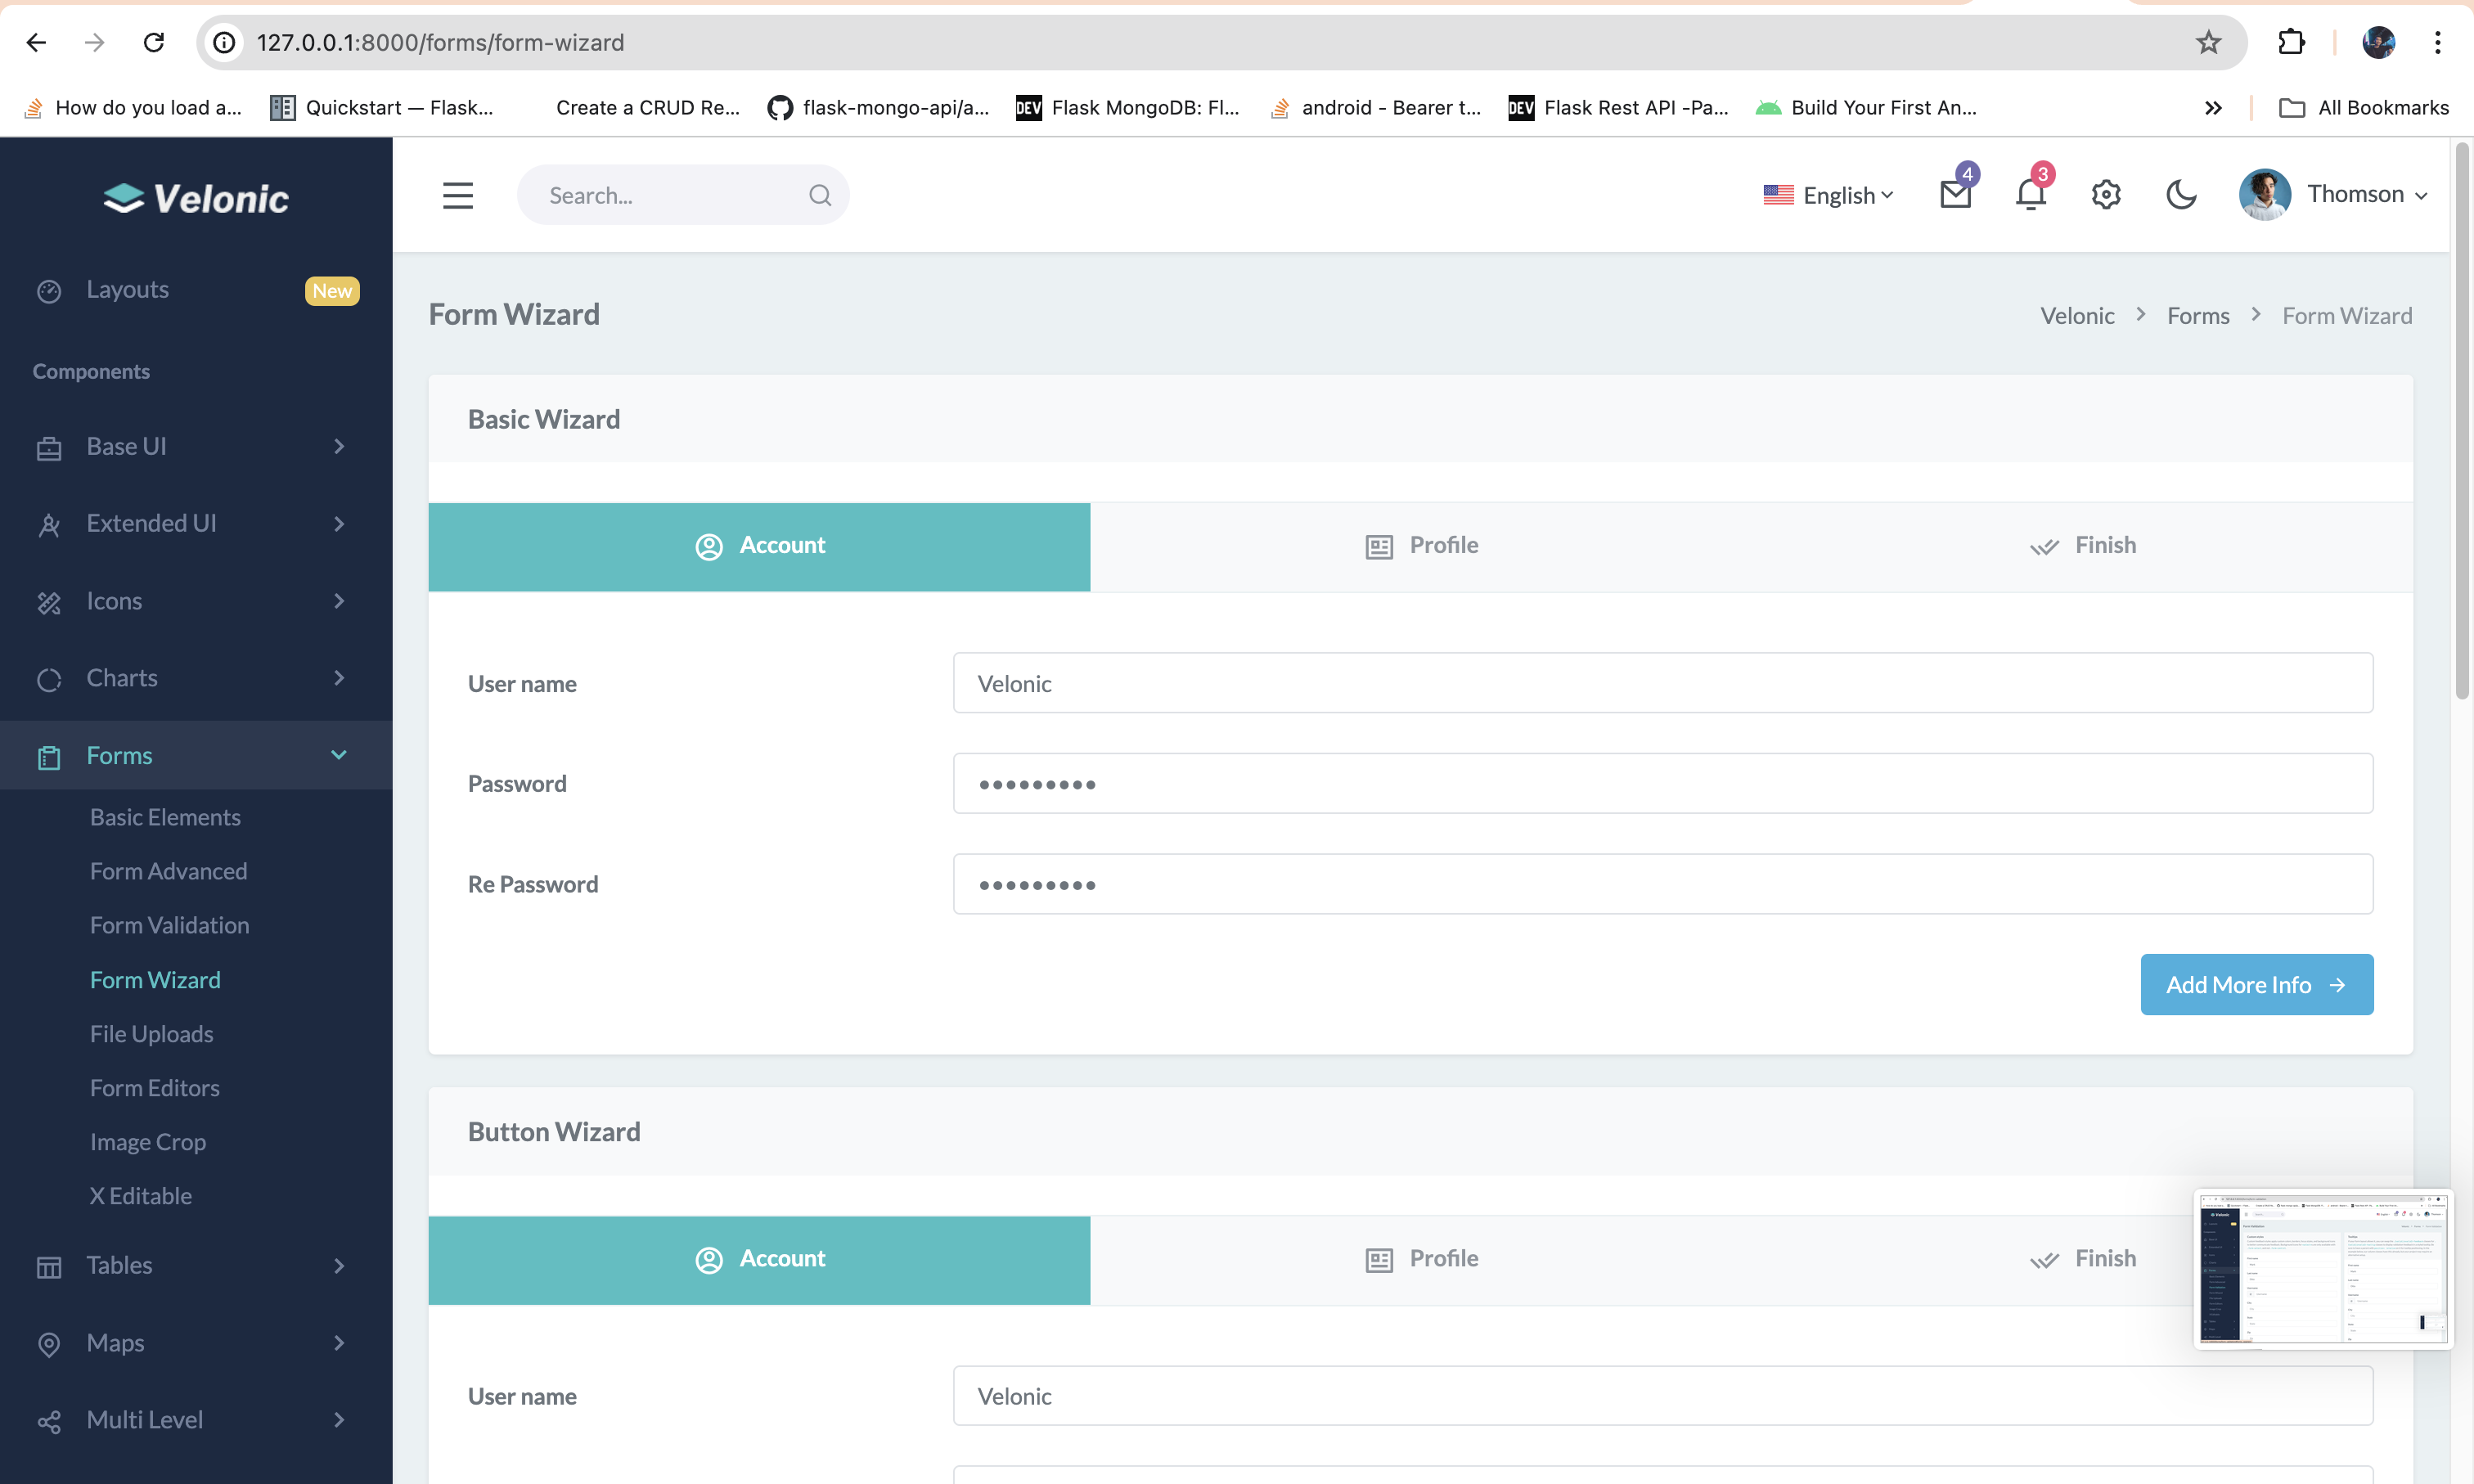 127.0.0.1:8000/forms/form-wizard
How do you load a...
Quickstart — Flask...
Create a CRUD Re...
flask-mongo-api/a...
DEV Flask MongoDB: Fl...
android - Bearer t...
DEV Flask Rest API -Pa...
Build Your First An...
All Bookmarks
Velonic
Layouts
New
Components
Base UI
Extended UI
Icons
Charts
Forms
Basic Elements
Form Advanced
Form Validation
Form Wizard
File Uploads
Form Editors
Image Crop
X Editable
Tables
Maps
Multi Level
Search...
English
4
3
Thomson
Form Wizard
Velonic > Forms > Form Wizard
Basic Wizard
Account
Profile
Finish
User name
Velonic
Password
•••••••••
Re Password
•••••••••
Add More Info
Button Wizard
Account
Profile
Finish
User name
Velonic